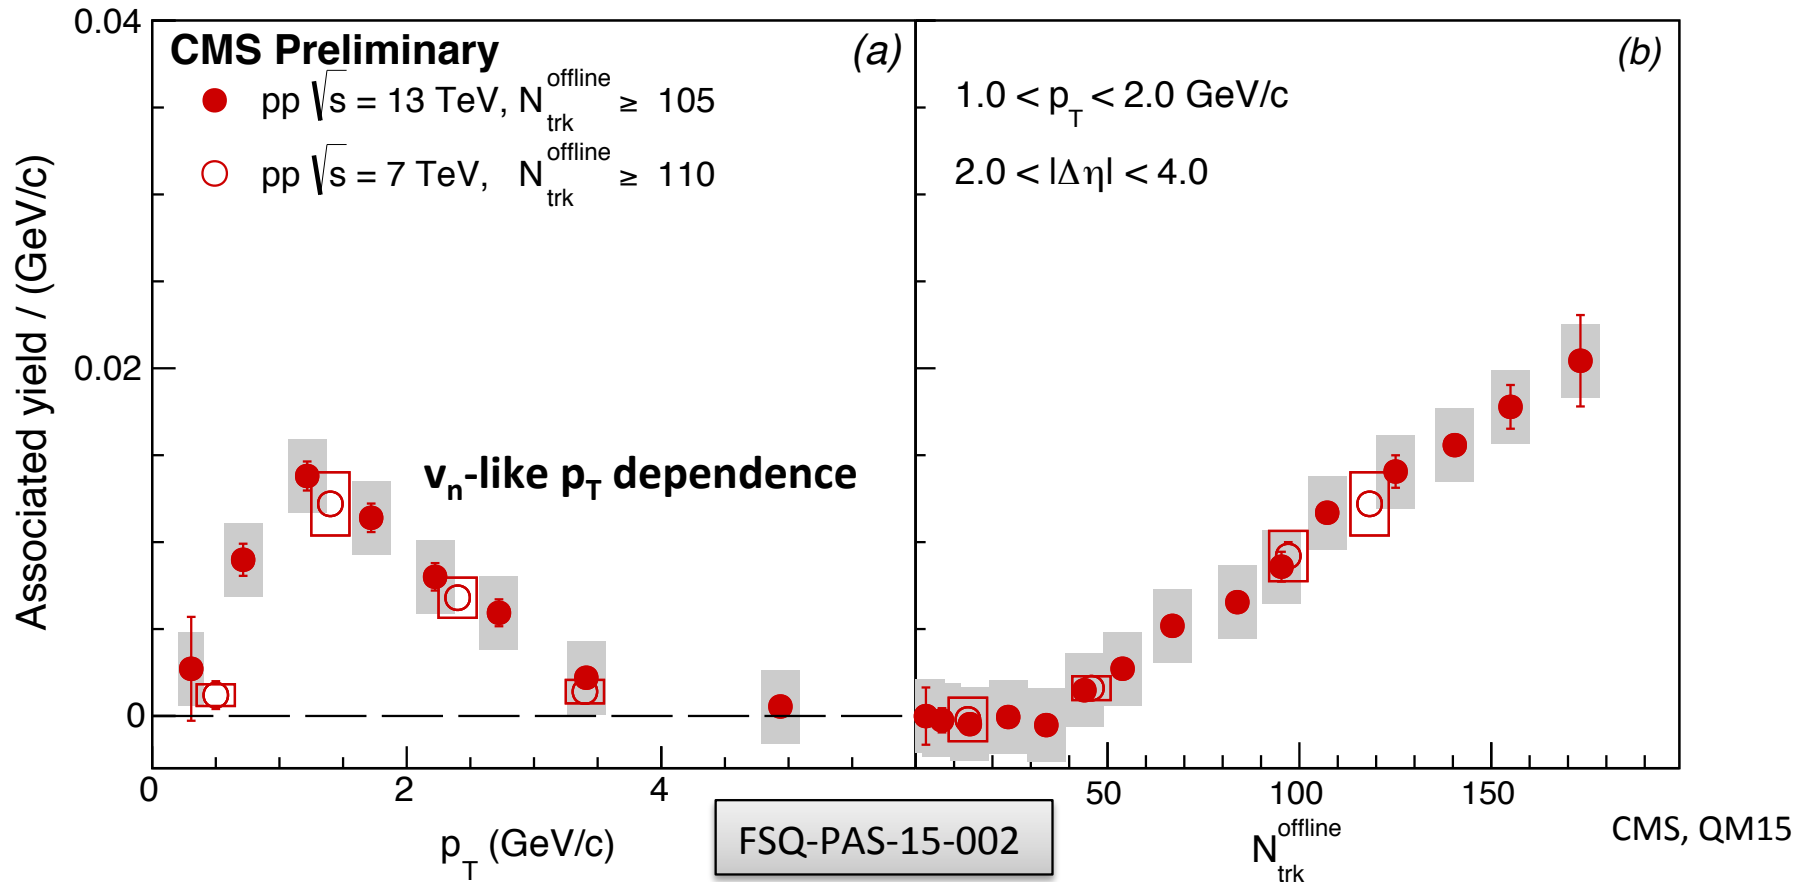 CMS Preliminary
(a)
pp √s = 13 TeV, N_trk^offline ≥ 105
pp √s = 7 TeV, N_trk^offline ≥ 110
(b)
1.0 < p_T < 2.0 GeV/c
2.0 < |Δη| < 4.0
Associated yield / (GeV/c)
0.04
0.02
0
v_n-like p_T dependence
0 2 4
50 100 150
p_T (GeV/c)
FSQ-PAS-15-002
N_trk^offline
CMS, QM15